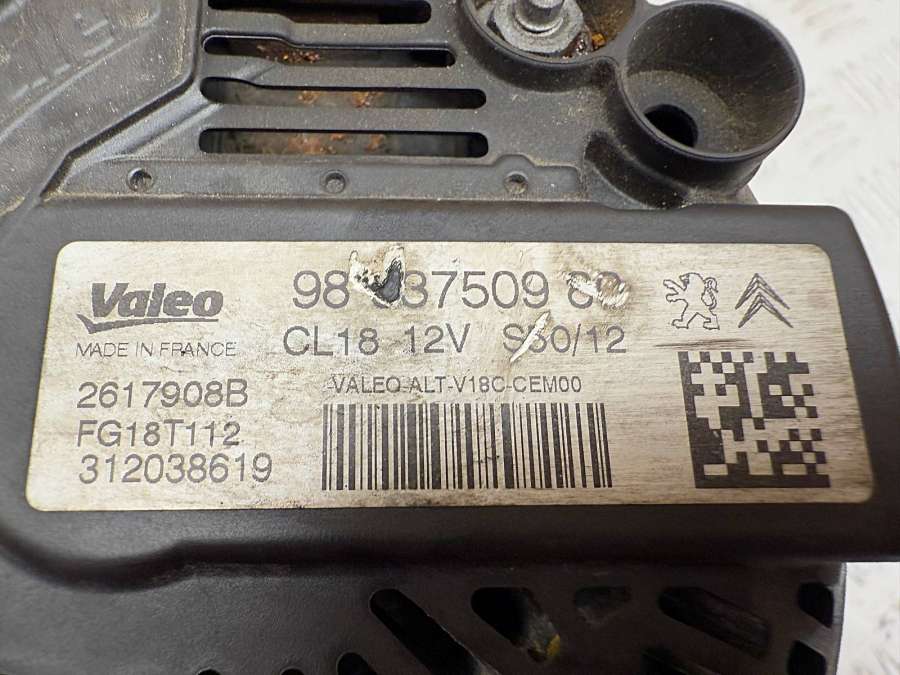 Valeo
MADE IN FRANCE
2617908B
FG18T112
312038619
CL18 12V
VALEO-ALT-V18C-CEM00